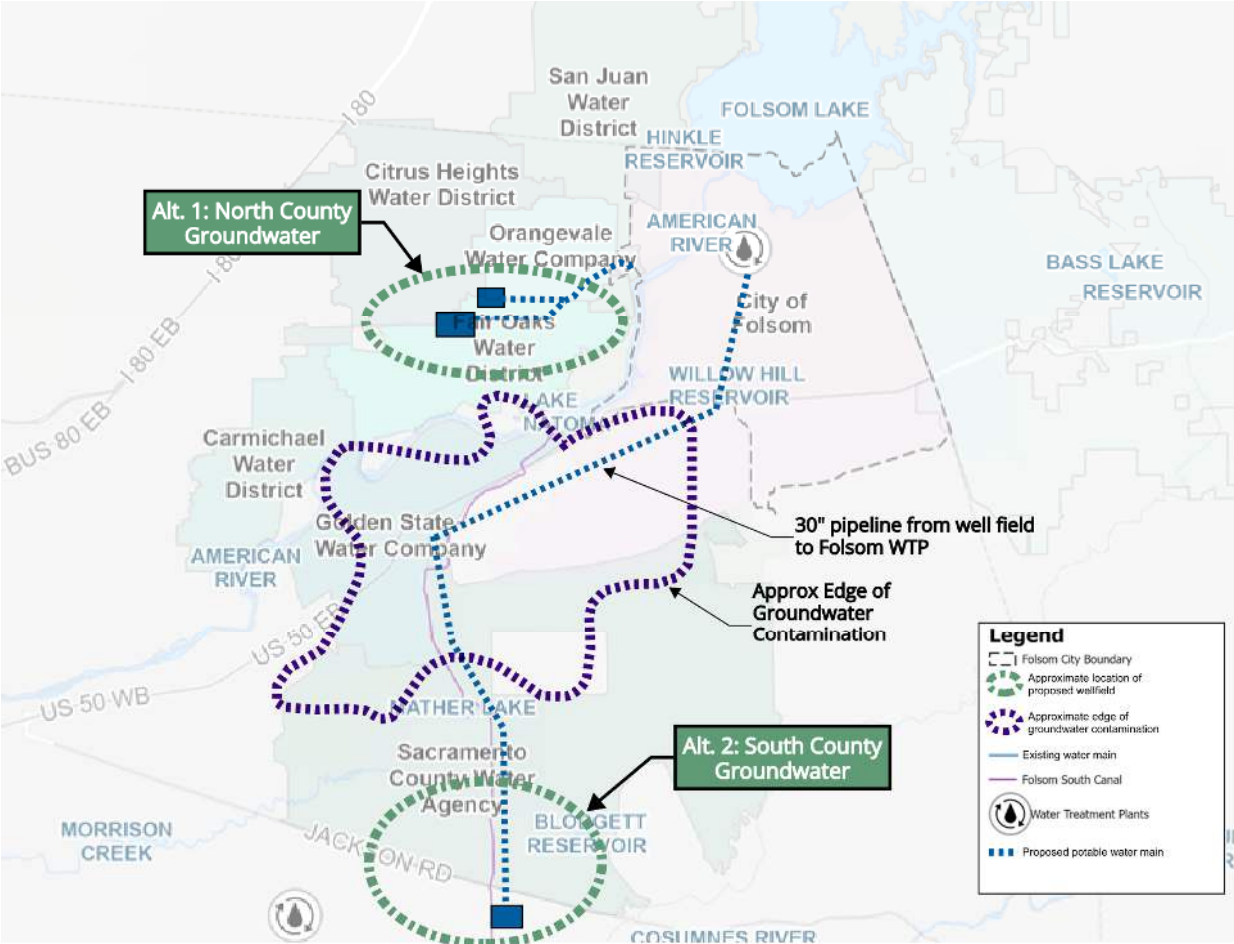 San Juan
Water
District
FOLSOM LAKE
HINKLE
RESERVOIR
I 80
Citrus Heights
Water District
Alt. 1: North County
Groundwater
AMERICAN
RIVER
Orangevale
Water Company
I 80
BASS LAKE
RESERVOIR
City of
Folsom
I 80 EB
Fair Oaks
Water
District
WILLOW HILL
RESERVOIR
LAKE
NATOMA
BUS 80 EB
Carmichael
Water
District
Golden State
Water Company
30" pipeline from well field
to Folsom WTP
AMERICAN
RIVER
Approx Edge of
Groundwater
Contamination
US 50 EB
US 50 WB
MATHER LAKE
Alt. 2: South County
Groundwater
Sacramento
County Water
Agency
BLODGETT
RESERVOIR
MORRISON
CREEK
JACKSON RD
COSUMNES RIVER
Legend
Folsom City Boundary
Approximate location of
proposed wellfield
Approximate edge of
groundwater contamination
Existing water main
Folsom South Canal
Water Treatment Plants
Proposed potable water main